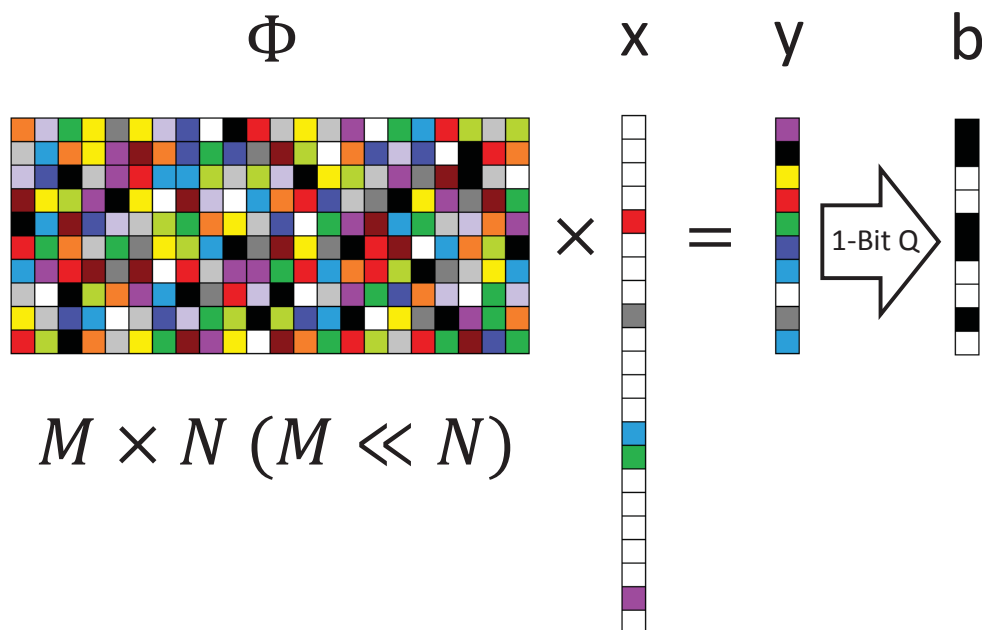 Φ x y b
× =
1-Bit Q
M × N (M ≪ N)